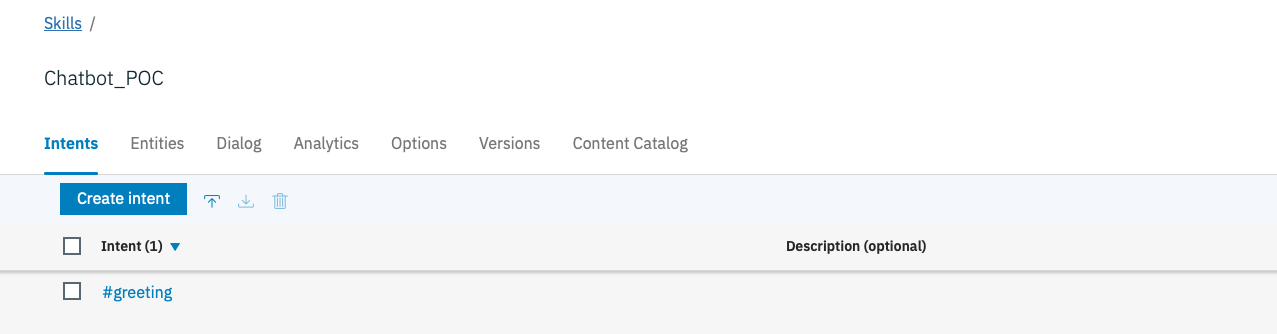 Skills /
Chatbot_POC
Intents Entities Dialog Analytics Options Versions Content Catalog
Create intent
Intent (1) Description (optional)
#greeting